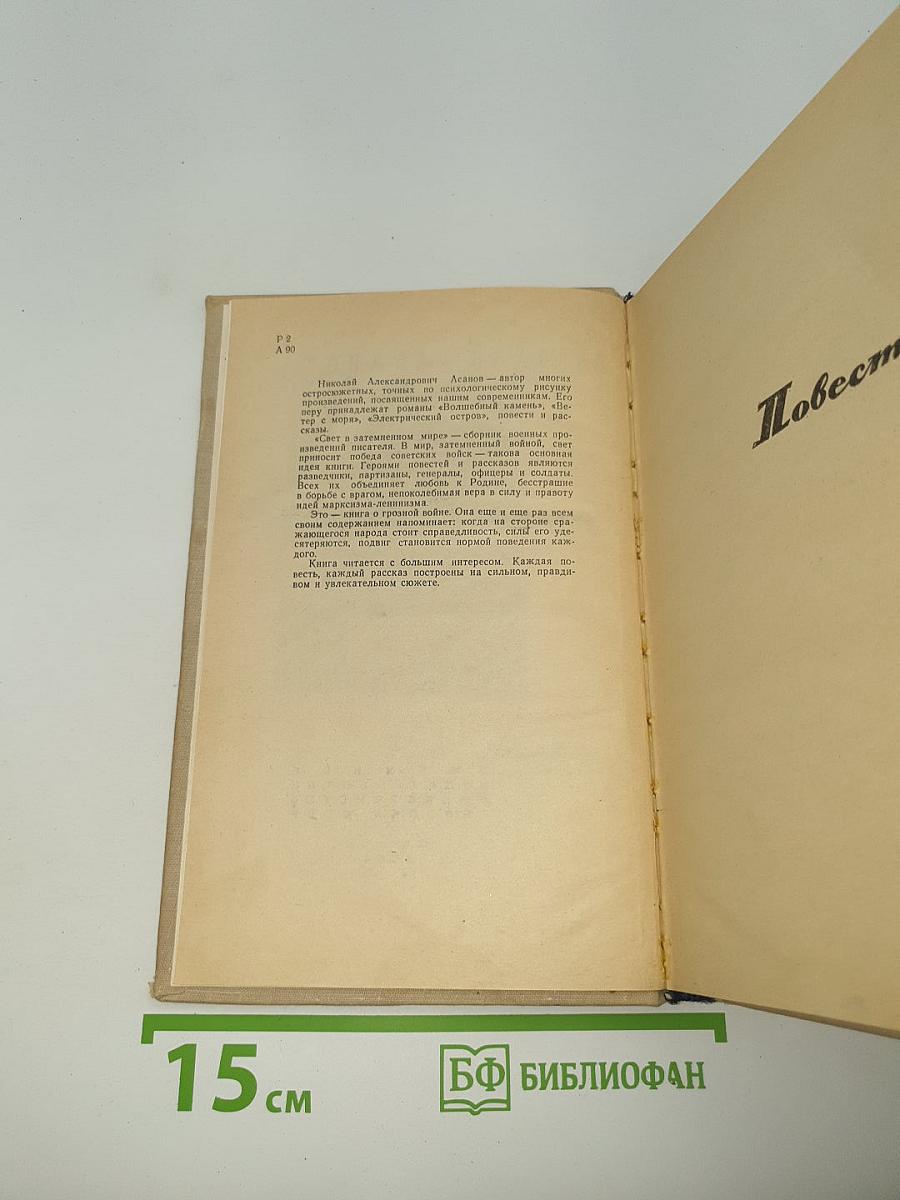 Р 2
А 90
Николай Александрович Асанов — автор многих
остросюжетных, точных по психологическому рисунку
произведений, посвященных нашим современникам. Его
перу принадлежат романы «Волшебный камень», «Ве-
тер с моря», «Электрический остров», повести и рас-
сказы.
«Свет в затемненном мире» — сборник военных про-
изведений писателя. В мир, затемненный войной, свет
приносит победа советских войск — такова основная
идея книги. Героями повестей и рассказов являются
разведчики, партизаны, генералы, офицеры и солдаты.
Всех их объединяет любовь к Родине, бесстрашие
в борьбе с врагом, непоколебимая вера в силу и правоту
идей марксизма-ленинизма.
Это — книга о грозной войне. Она еще и еще раз всем
своим содержанием напоминает: когда на стороне сра-
жающегося народа стоит справедливость, силы его уде-
сятеряются, подвиг становится нормой поведения каж-
дого.
Книга читается с большим интересом. Каждая по-
весть, каждый рассказ построены на сильном, правди-
вом и увлекательном сюжете.
Повест
15 см
БФ БИБЛИОФАН